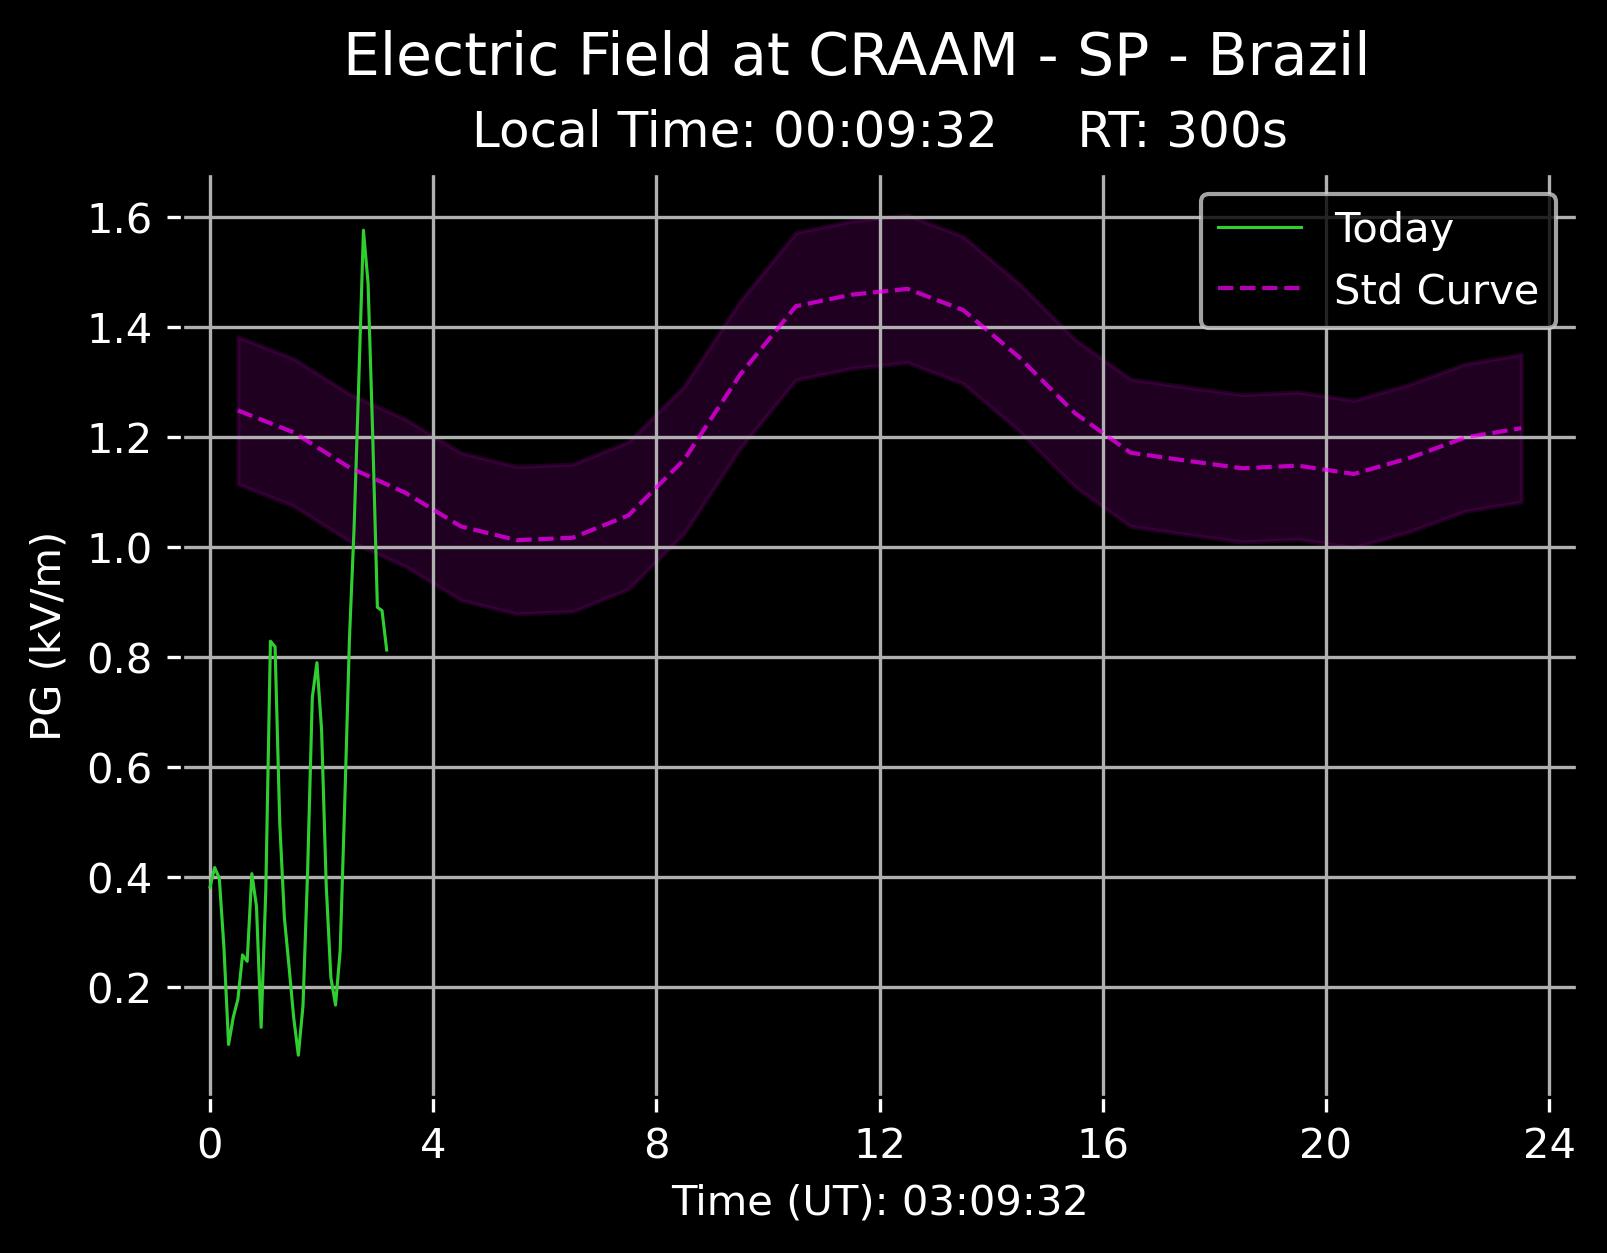 Electric Field at CRAAM - SP - Brazil
Local Time: 00:09:32 RT: 300s
Today
Std Curve
1.6
1.4
1.2
1.0
0.8
0.6
0.4
0.2
PG (kV/m)
0 4 8 12 16 20 24
Time (UT): 03:09:32